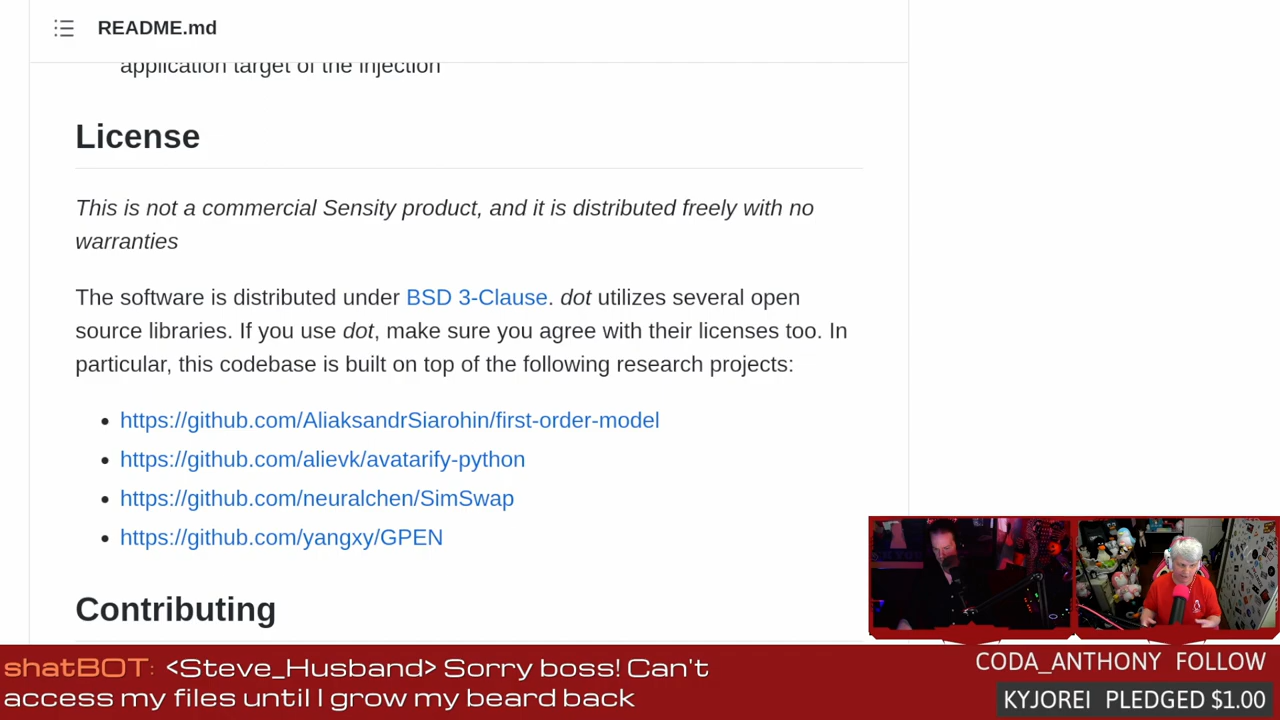 README.md
application target of the injection
License
This is not a commercial Sensity product, and it is distributed freely with no
warranties
The software is distributed under BSD 3-Clause. dot utilizes several open
source libraries. If you use dot, make sure you agree with their licenses too. In
particular, this codebase is built on top of the following research projects:
https://github.com/AliaksandrSiarohin/first-order-model
https://github.com/alievk/avatarify-python
https://github.com/neuralchen/SimSwap
https://github.com/yangxy/GPEN
Contributing
shatBOT: <Steve_Husband> Sorry boss! Can't
access my files until I grow my beard back
CODA_ANTHONY FOLLOW
KYJOREI PLEDGED $1.00